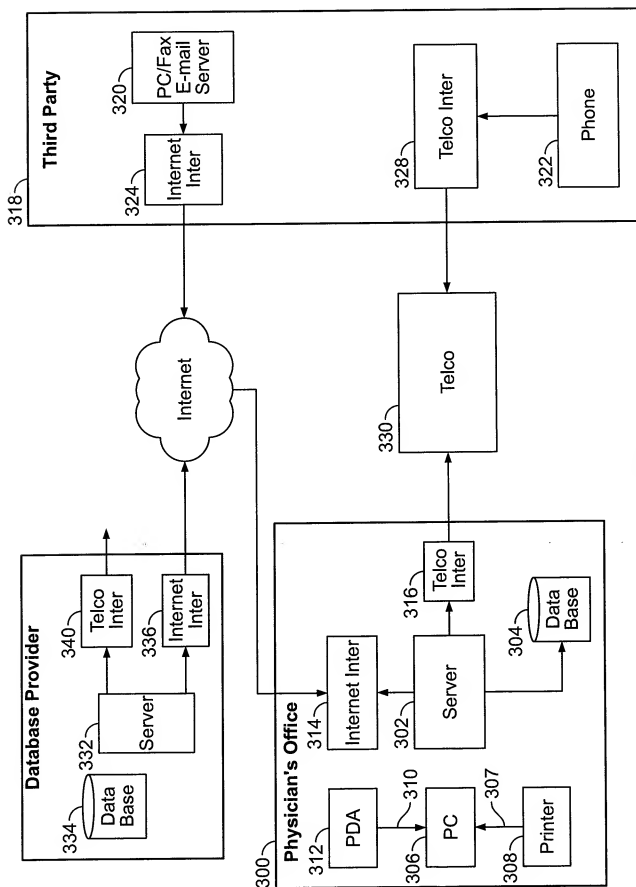 Database Provider
334
Data
Base
332
Server
340
Telco
Inter
336
Internet
Inter
Internet
318
Third Party
320
PC/Fax
E-mail
Server
324
Internet
Inter
328
Telco Inter
322
Phone
330
Telco
300
Physician's Office
312
PDA
310
306
PC
307
308
Printer
314
Internet Inter
302
Server
316
Telco
Inter
304
Data
Base